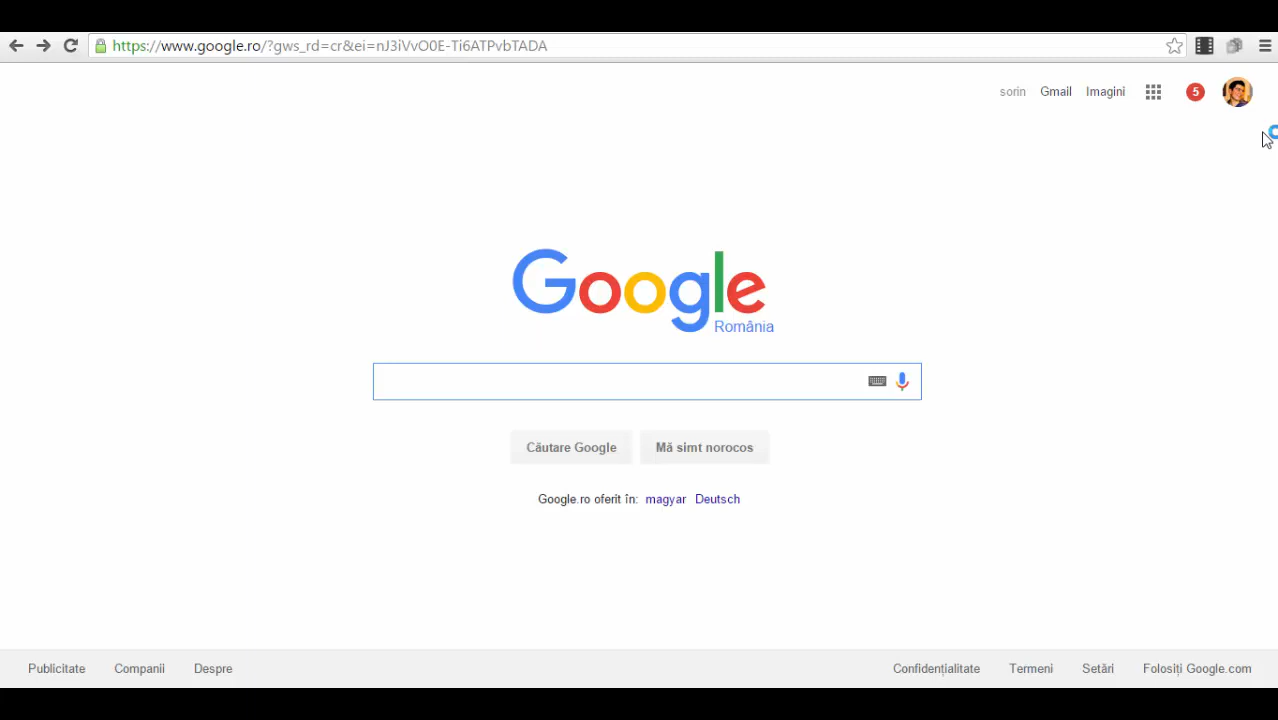 https://www.google.ro/?gws_rd=cr&ei=nJ3iVvO0E-Ti6ATPvbTADA
sorin Gmail Imagini 5
Google
România
Căutare Google Mă simt norocos
Google.ro oferit în: magyar Deutsch
Publicitate Companii Despre Confidențialitate Termeni Setări Folosiți Google.com